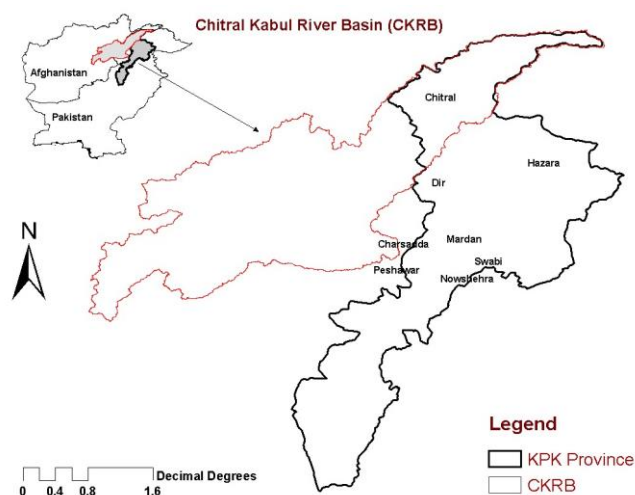 Chitral Kabul River Basin (CKRB)
Afghanistan
Pakistan
Chitral
Hazara
Dir
Charsadda
Mardan
Swabi
Peshawar
Nowshehra
N
Legend
KPK Province
CKRB
Decimal Degrees
0 0.4 0.8 1.6